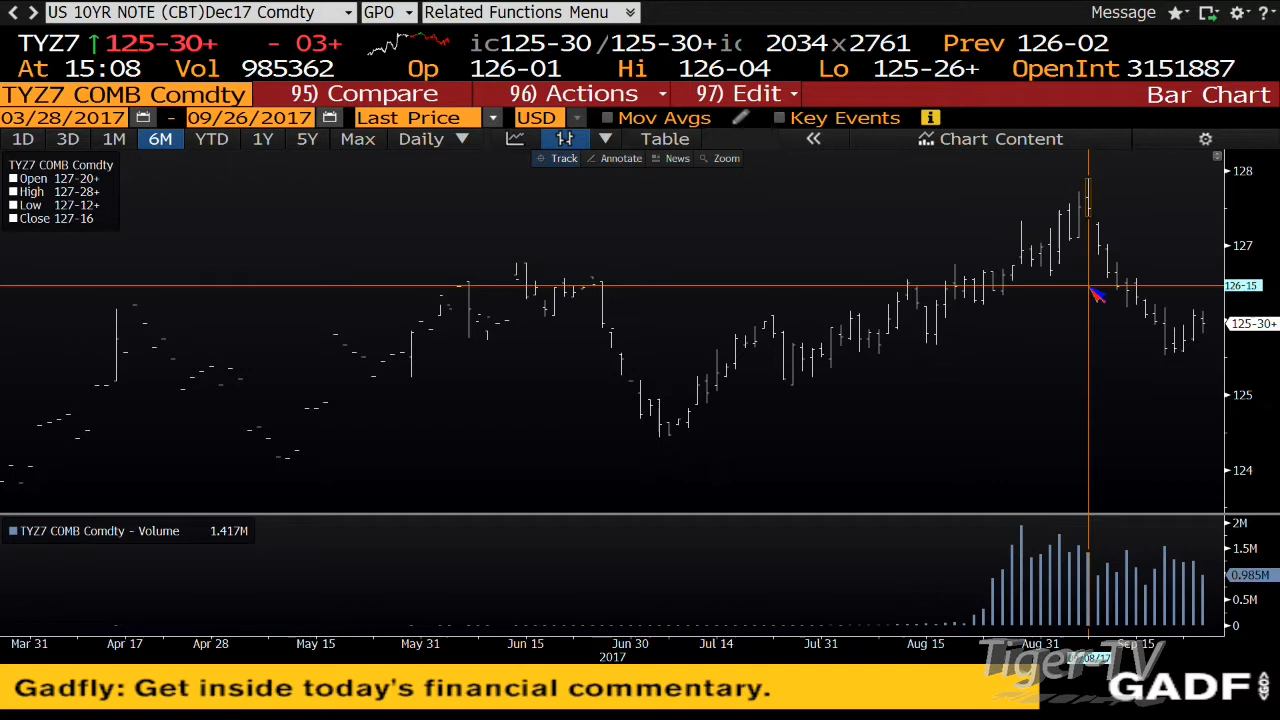 US 10YR NOTE (CBT)Dec17 Comdty GPO Related Functions Menu Message
TYZ7 ↑125-30+ - 03+ ic125-30 /125-30+ic 2034x2761 Prev 126-02
At 15:08 Vol 985362 Op 126-01 Hi 126-04 Lo 125-26+ OpenInt 3151887
TYZ7 COMB Comdty 95) Compare 96) Actions 97) Edit Bar Chart
03/28/2017 - 09/26/2017 Last Price USD Mov Avgs Key Events
1D 3D 1M 6M YTD 1Y 5Y Max Daily Table « Chart Content
Track Annotate News Zoom
TYZ7 COMB Comdty
Open 127-20+
High 127-28+
Low 127-12+
Close 127-16
128
127
126-15
125-30+
125
124
TYZ7 COMB Comdty - Volume 1.417M
2M
1.5M
0.985M
0.5M
0
Mar 31 Apr 17 Apr 28 May 15 May 31 Jun 15 Jun 30 Jul 14 Jul 31 Aug 15 Aug 31 Sep 15
2017
Tiger-TV
Gadfly: Get inside today's financial commentary.
GADF
GO